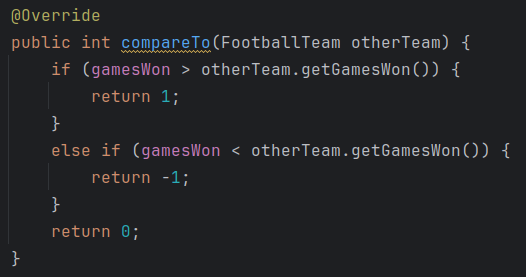 @Override
public int compareTo(FootballTeam otherTeam) {
    if (gamesWon > otherTeam.getGamesWon()) {
        return 1;
    }
    else if (gamesWon < otherTeam.getGamesWon()) {
        return -1;
    }
    return 0;
}